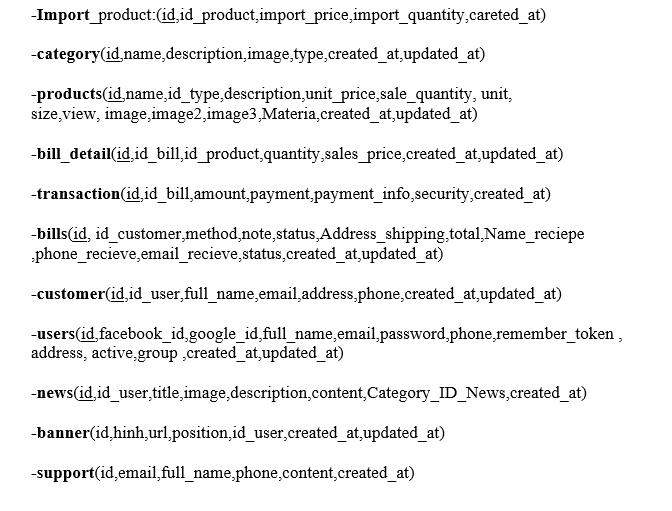 -Import_product:(id,id_product,import_price,import_quantity,careted_at)
-category(id,name,description,image,type,created_at,updated_at)
-products(id,name,id_type,description,unit_price,sale_quantity, unit,
size,view, image,image2,image3,Materia,created_at,updated_at)
-bill_detail(id,id_bill,id_product,quantity,sales_price,created_at,updated_at)
-transaction(id,id_bill,amount,payment,payment_info,security,created_at)
-bills(id, id_customer,method,note,status,Address_shipping,total,Name_reciepe
,phone_recieve,email_recieve,status,created_at,updated_at)
-customer(id,id_user,full_name,email,address,phone,created_at,updated_at)
-users(id,facebook_id,google_id,full_name,email,password,phone,remember_token ,
address, active,group ,created_at,updated_at)
-news(id,id_user,title,image,description,content,Category_ID_News,created_at)
-banner(id,hinh,url,position,id_user,created_at,updated_at)
-support(id,email,full_name,phone,content,created_at)